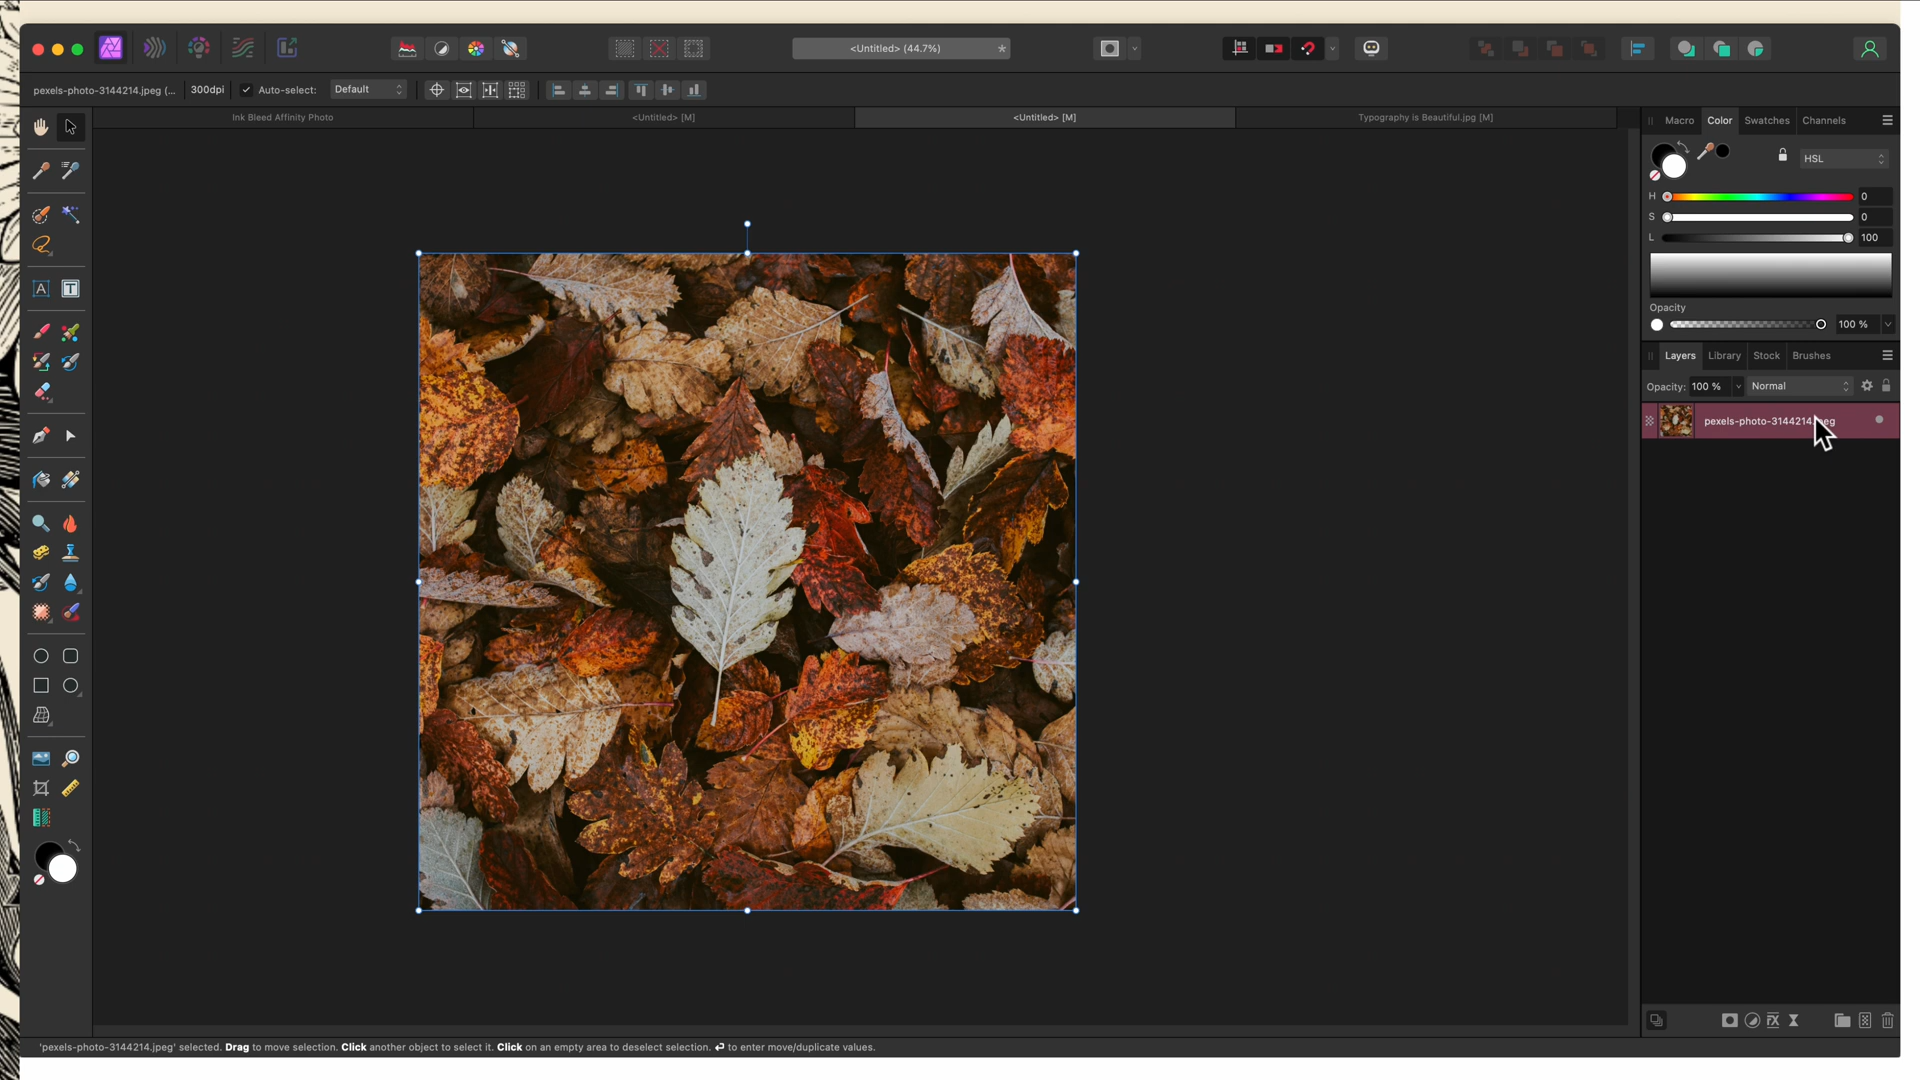 <Untitled> (44.7%)
*
pexels-photo-3144214.jpeg (...
300dpi
Auto-select:
Default
Ink Bleed Affinity Photo
<Untitled> [M]
<Untitled> [M]
Typography is Beautiful.jpg [M]
Macro
Color
Swatches
Channels
HSL
H
0
S
0
L
100
Opacity
100 %
Layers
Library
Stock
Brushes
Opacity: 100 %
Normal
pexels-photo-3144214
A
T
'pexels-photo-3144214.jpeg' selected. Drag to move selection. Click another object to select it. Click on an empty area to deselect selection. ⏎ to enter move/duplicate values.